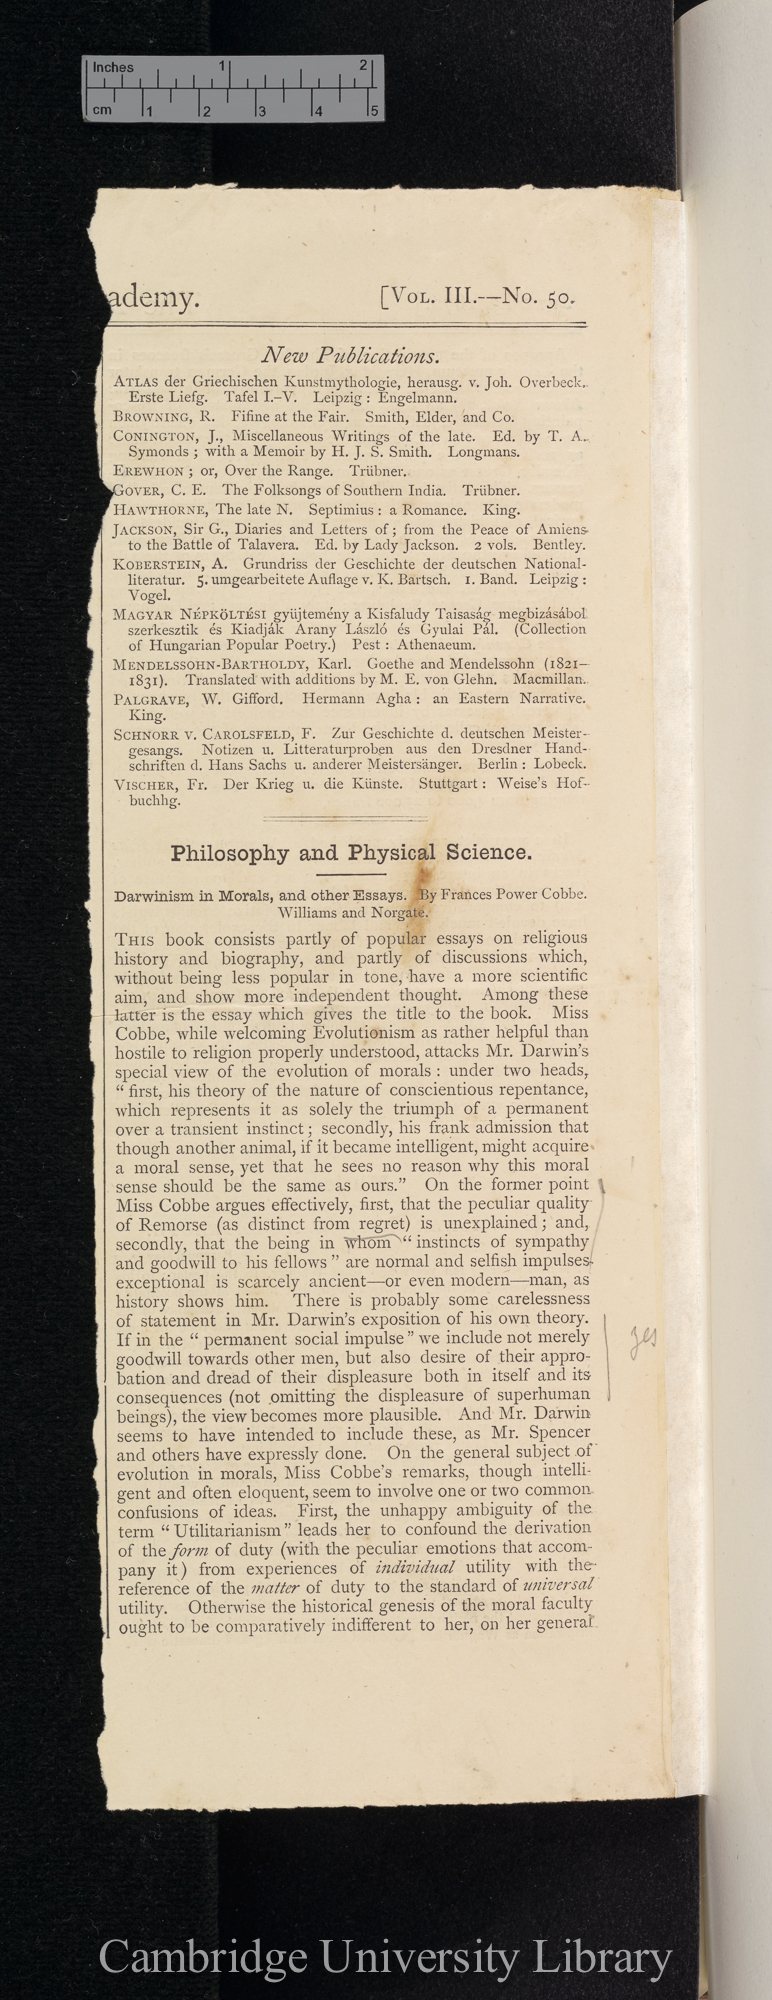 Inches 1 2
cm 1 2 3 4 5
ademy. [VOL. III.--No. 50.
New Publications.
ATLAS der Griechischen Kunstmythologie, herausg. v. Joh. Overbeck.
Erste Liefg. Tafel I.–V. Leipzig : Engelmann.
BROWNING, R. Fifine at the Fair. Smith, Elder, and Co.
CONINGTON, J., Miscellaneous Writings of the late. Ed. by T. A.
Symonds ; with a Memoir by H. J. S. Smith. Longmans.
EREWHON ; or, Over the Range. Trübner.
GOVER, C. E. The Folksongs of Southern India. Trübner.
HAWTHORNE, The late N. Septimius : a Romance. King.
JACKSON, Sir G., Diaries and Letters of ; from the Peace of Amiens
to the Battle of Talavera. Ed. by Lady Jackson. 2 vols. Bentley.
KOBERSTEIN, A. Grundriss der Geschichte der deutschen National-
literatur. 5. umgearbeitete Auflage v. K. Bartsch. 1. Band. Leipzig :
Vogel.
MAGYAR NÉPKÖLTÉSI gyüjtemény a Kisfaludy Taisaság megbizásábol
szerkesztik és Kiadják Arany László és Gyulai Pál. (Collection
of Hungarian Popular Poetry.) Pest : Athenaeum.
MENDELSSOHN-BARTHOLDY, Karl. Goethe and Mendelssohn (1821–
1831). Translated with additions by M. E. von Glehn. Macmillan.
PALGRAVE, W. Gifford. Hermann Agha : an Eastern Narrative.
King.
SCHNORR V. CAROLSFELD, F. Zur Geschichte d. deutschen Meister-
gesangs. Notizen u. Litteraturproben aus den Dresdner Hand-
schriften d. Hans Sachs u. anderer Meistersänger. Berlin : Lobeck.
VISCHER, Fr. Der Krieg u. die Künste. Stuttgart : Weise's Hof-
buchhg.
Philosophy and Physical Science.
Darwinism in Morals, and other Essays. By Frances Power Cobbe.
Williams and Norgate.
THIS book consists partly of popular essays on religious
history and biography, and partly of discussions which,
without being less popular in tone, have a more scientific
aim, and show more independent thought. Among these
latter is the essay which gives the title to the book. Miss
Cobbe, while welcoming Evolutionism as rather helpful than
hostile to religion properly understood, attacks Mr. Darwin's
special view of the evolution of morals : under two heads,
“ first, his theory of the nature of conscientious repentance,
which represents it as solely the triumph of a permanent
over a transient instinct ; secondly, his frank admission that
though another animal, if it became intelligent, might acquire
a moral sense, yet that he sees no reason why this moral
sense should be the same as ours.” On the former point
Miss Cobbe argues effectively, first, that the peculiar quality
of Remorse (as distinct from regret) is unexplained ; and,
secondly, that the being in whom “ instincts of sympathy
and goodwill to his fellows ” are normal and selfish impulses
exceptional is scarcely ancient—or even modern—man, as
history shows him. There is probably some carelessness
of statement in Mr. Darwin's exposition of his own theory.
If in the “ permanent social impulse ” we include not merely
goodwill towards other men, but also desire of their appro-
yes
bation and dread of their displeasure both in itself and its
consequences (not omitting the displeasure of superhuman
beings), the view becomes more plausible. And Mr. Darwin
seems to have intended to include these, as Mr. Spencer
and others have expressly done. On the general subject of
evolution in morals, Miss Cobbe's remarks, though intelli-
gent and often eloquent, seem to involve one or two common
confusions of ideas. First, the unhappy ambiguity of the
term “ Utilitarianism ” leads her to confound the derivation
of the form of duty (with the peculiar emotions that accom-
pany it) from experiences of individual utility with the
reference of the matter of duty to the standard of universal
utility. Otherwise the historical genesis of the moral faculty
ought to be comparatively indifferent to her, on her general
Cambridge University Library